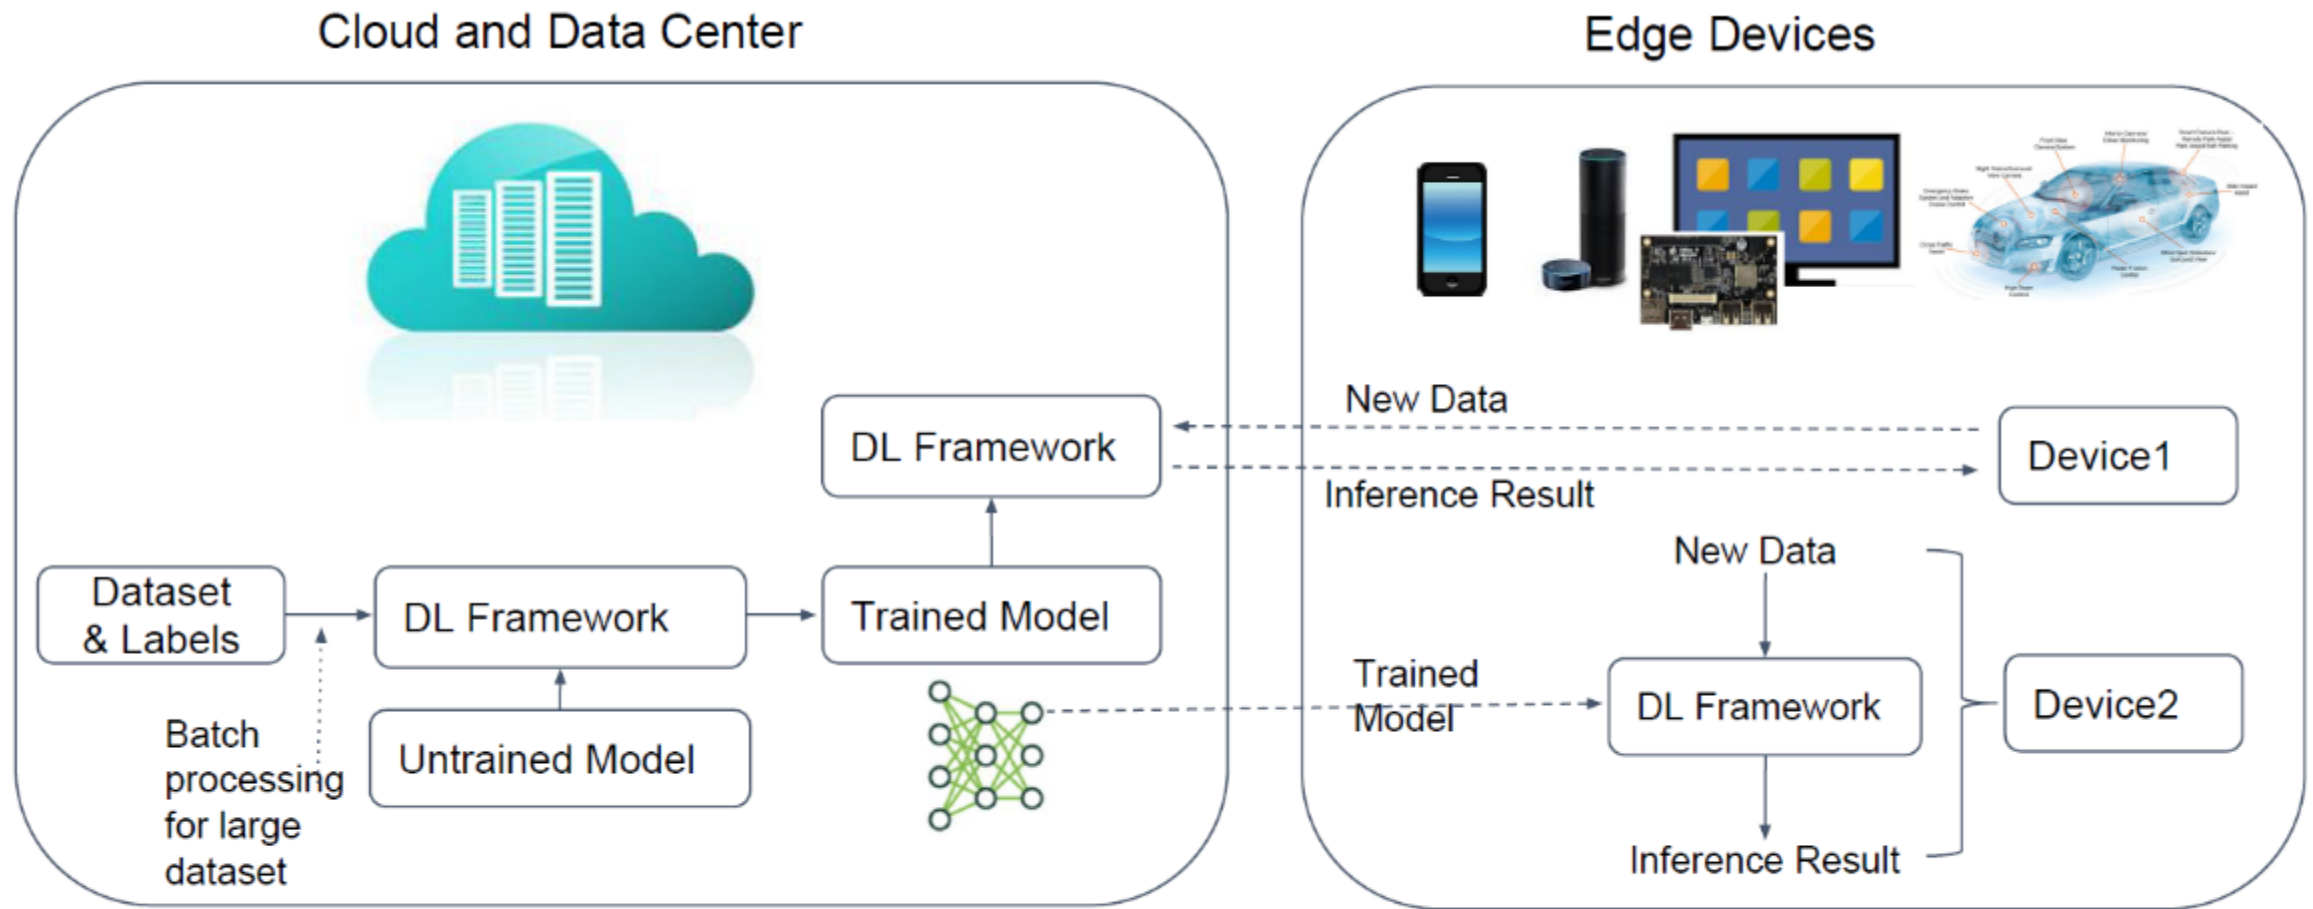 Cloud and Data Center
Edge Devices
New Data
DL Framework
Device1
Inference Result
New Data
Dataset
& Labels
DL Framework
Trained Model
Trained
Model
DL Framework
Device2
Batch
processing
for large
dataset
Untrained Model
Inference Result